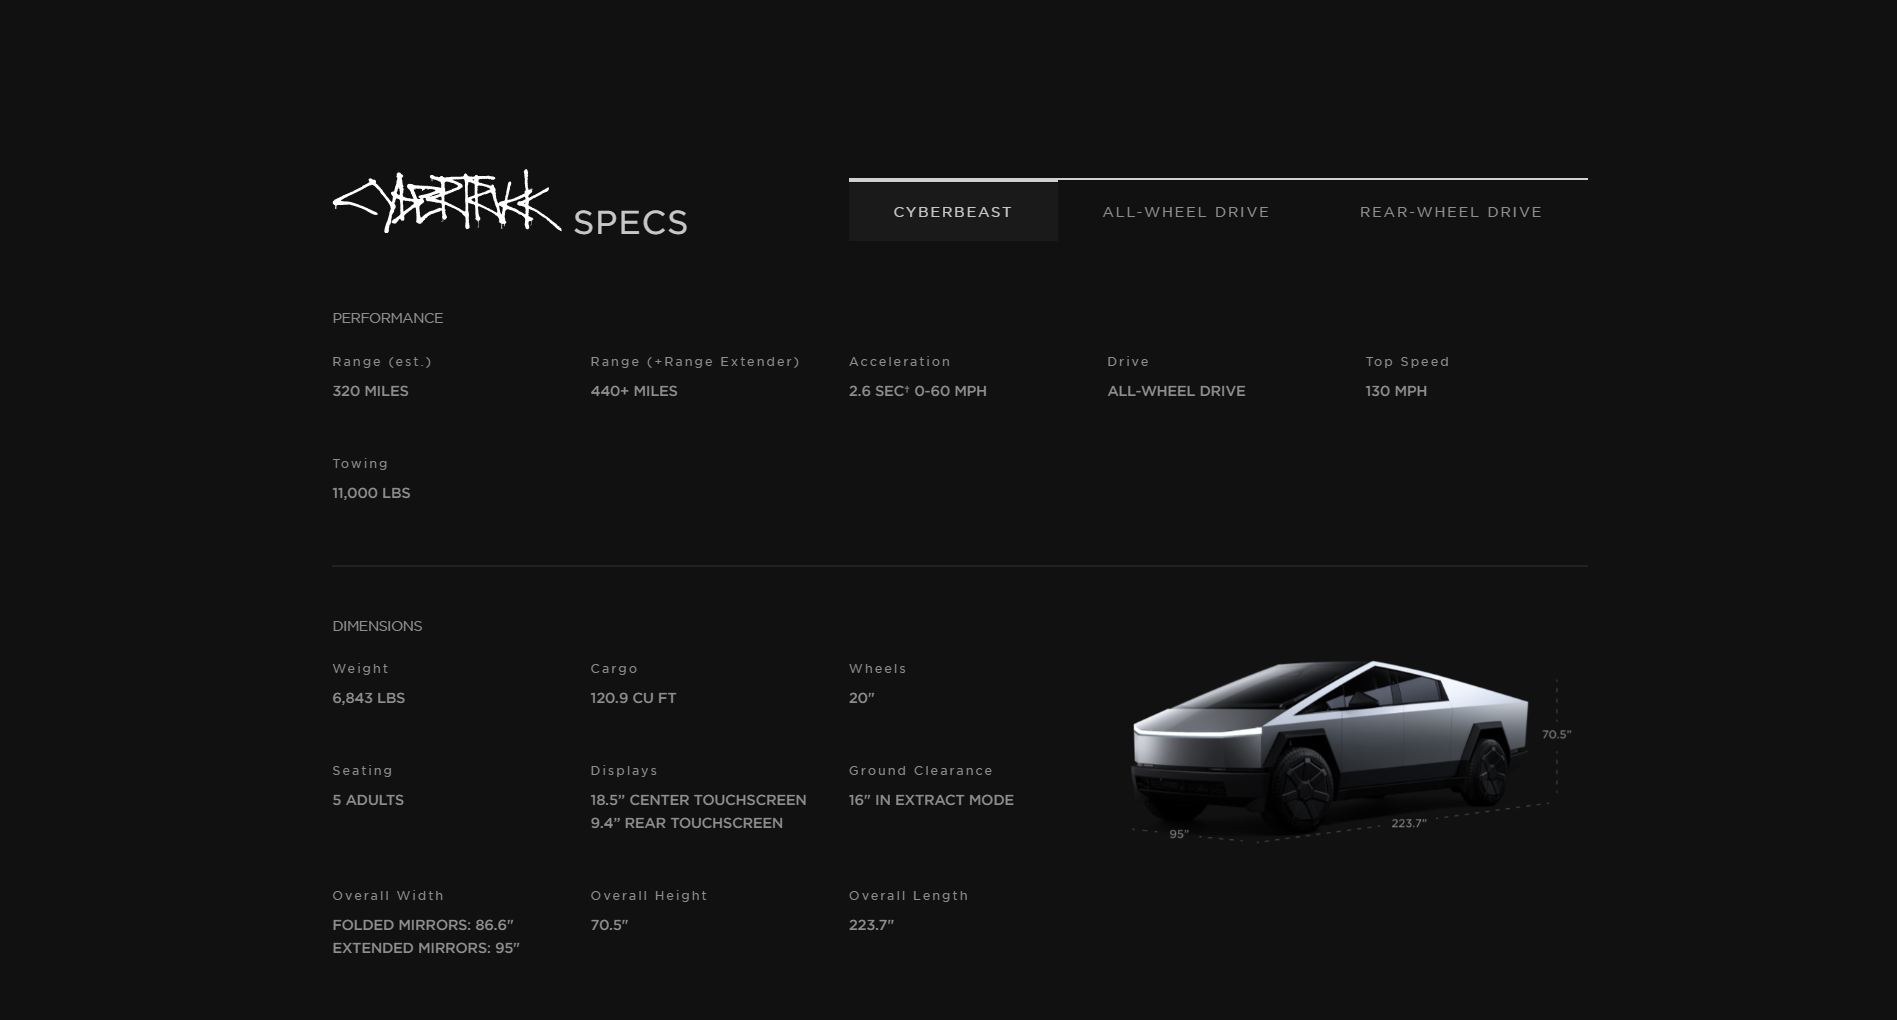 CYBERTRUCK SPECS
CYBERBEAST
ALL-WHEEL DRIVE
REAR-WHEEL DRIVE
PERFORMANCE
Range (est.)
320 MILES
Range (+Range Extender)
440+ MILES
Acceleration
2.6 SEC† 0-60 MPH
Drive
ALL-WHEEL DRIVE
Top Speed
130 MPH
Towing
11,000 LBS
DIMENSIONS
Weight
6,843 LBS
Cargo
120.9 CU FT
Wheels
20"
Seating
5 ADULTS
Displays
18.5” CENTER TOUCHSCREEN
9.4” REAR TOUCHSCREEN
Ground Clearance
16" IN EXTRACT MODE
Overall Width
FOLDED MIRRORS: 86.6"
EXTENDED MIRRORS: 95"
Overall Height
70.5"
Overall Length
223.7"
70.5"
223.7"
95"